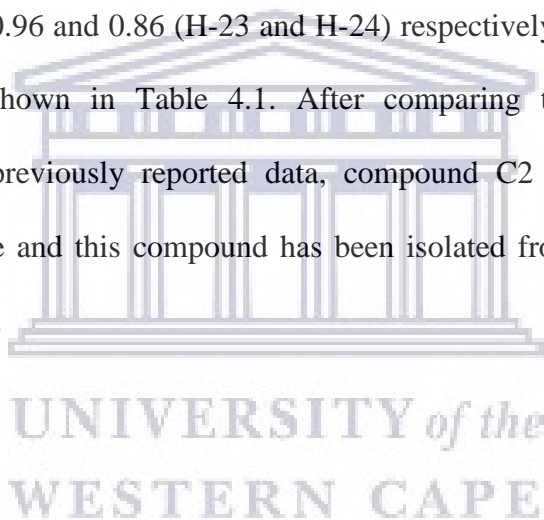 0.96 and 0.86 (H-23 and H-24) respectively
hown in Table 4.1. After comparing t
previously reported data, compound C2
e and this compound has been isolated fro
UNIVERSITY of the
WESTERN CAPE